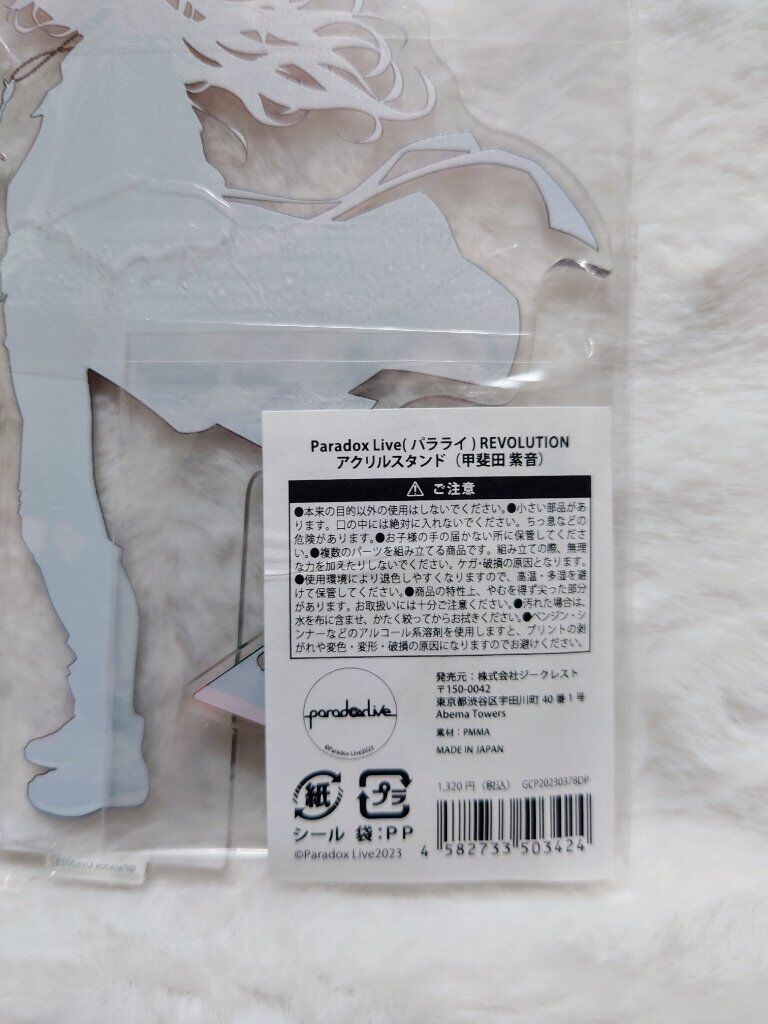 Paradox Live( パラライ ) REVOLUTION
アクリルスタンド（甲斐田 紫音）
ご注意
●本来の目的以外の使用はしないでください。●小さい部品があ
ります。口の中には絶対に入れないでください。ちっ息などの
危険があります。●お子様の手の届かない所に保管してくださ
い。●複数のパーツを組み立てる商品です。組み立ての際、無理
な力を加えたりしないでください。ケガ・破損の原因となります。
●使用環境により退色しやすくなりますので、高温・多湿を避
けて保管してください。●商品の特性上、やむを得ず尖った部分
があります。お取扱いには十分ご注意ください。●汚れた場合は、
水を布に含ませ、かたく絞ってからお拭きください。●ベンジン・シ
ンナーなどのアルコール系溶剤を使用しますと、プリントの剥
がれや変色・変形・破損の原因になりますのでお避けください。
paradoxlive
©Paradox Live2023
発売元：株式会社ジークレスト
〒150-0042
東京都渋谷区宇田川町 40 番 1 号
Abema Towers
素材：PMMA
MADE IN JAPAN
紙 プラ
シール 袋：PP
©Paradox Live2023
1,320 円（税込） GCP20230378DP
4 582733 503424
©Paradox Live2023